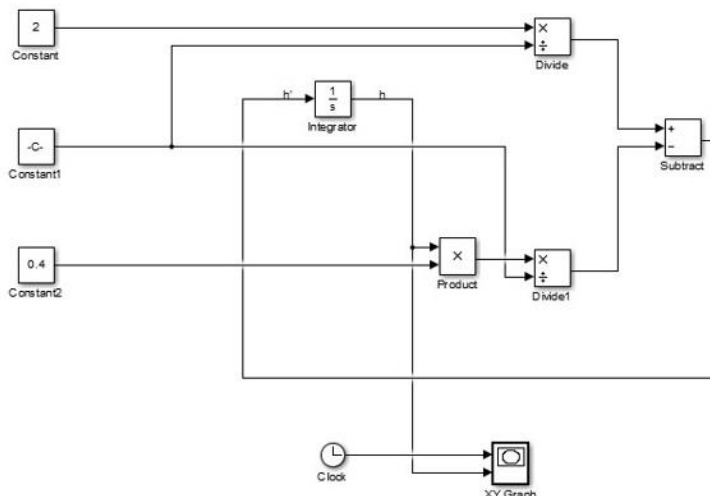 2
Constant
×
÷
Divide
h'
1
s
h
Integrator
-C-
Constant1
+
−
Subtract
0.4
Constant2
×
Product
×
÷
Divide1
Clock
XY Graph